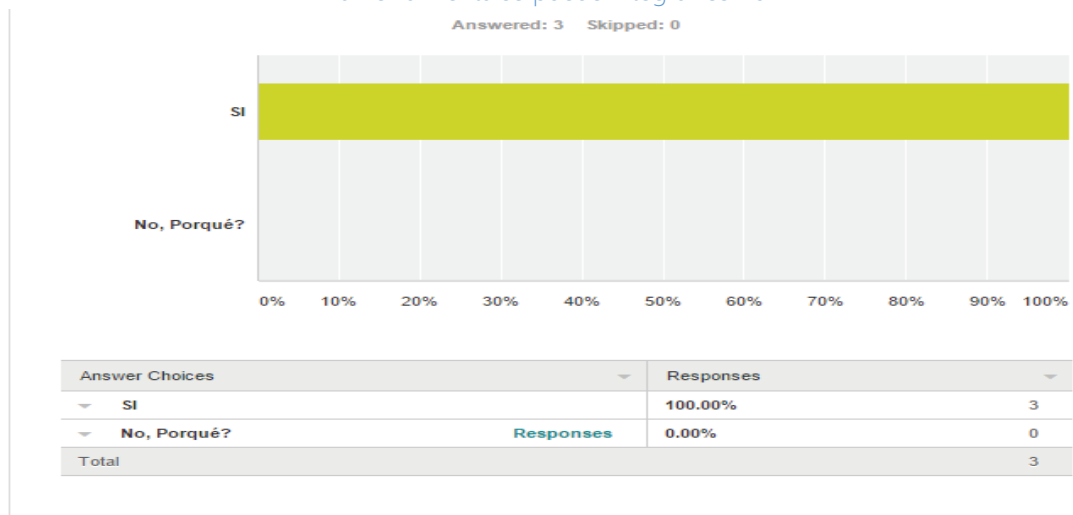 Answered: 3 Skipped: 0
SI
No, Porqué?
0% 10% 20% 30% 40% 50% 60% 70% 80% 90% 100%
Answer Choices Responses
SI 100.00% 3
No, Porqué? Responses 0.00% 0
Total 3